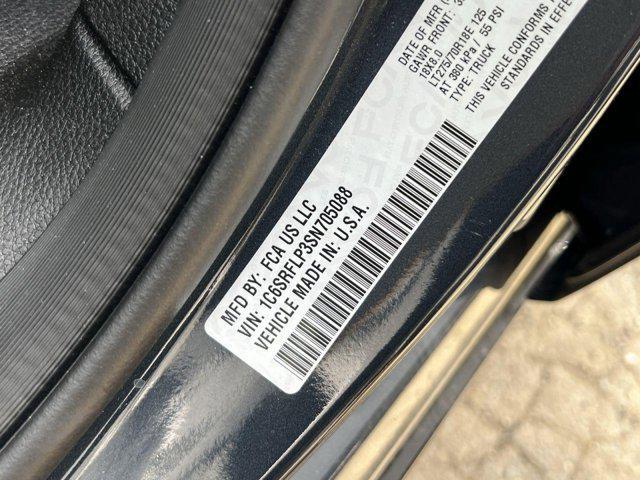 MFD BY: FCA US LLC
VIN: 1C6SRFLP3SN705088
VEHICLE MADE IN: U.S.A.
DATE OF MFR
GAWR FRONT:
18X8.0
LT275/70R18E 125
AT 380 kPa / 55 PSI
TYPE: TRUCK
THIS VEHICLE CONFORMS
STANDARDS IN EFFE